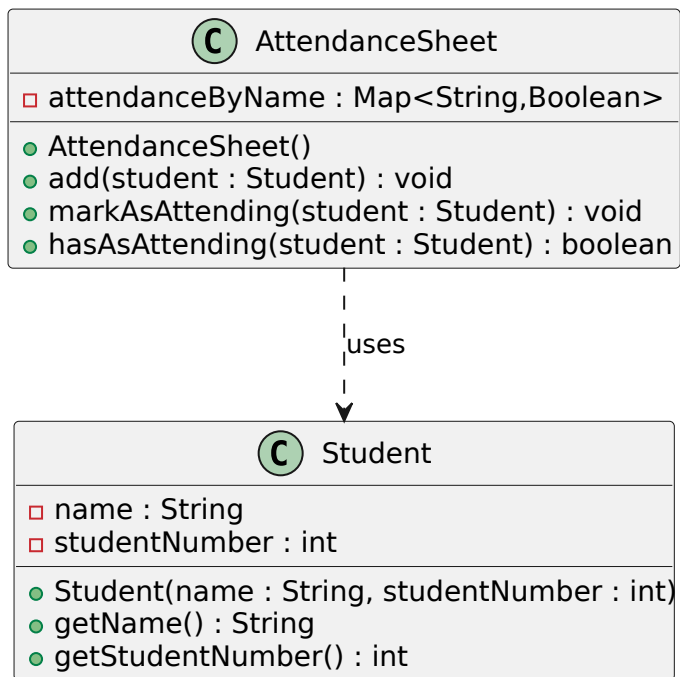 C AttendanceSheet
attendanceByName : Map<String,Boolean>
AttendanceSheet()
add(student : Student) : void
markAsAttending(student : Student) : void
hasAsAttending(student : Student) : boolean
uses
C Student
name : String
studentNumber : int
Student(name : String, studentNumber : int)
getName() : String
getStudentNumber() : int